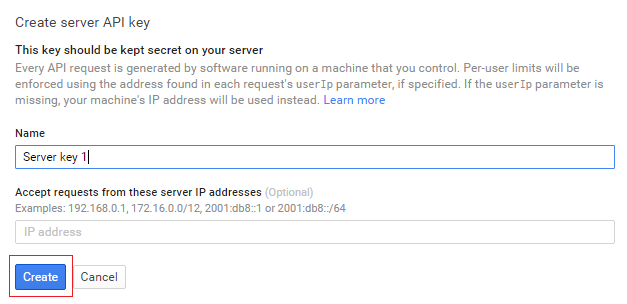 Create server API key
This key should be kept secret on your server
Every API request is generated by software running on a machine that you control. Per-user limits will be
enforced using the address found in each request's userIp parameter, if specified. If the userIp parameter is
missing, your machine's IP address will be used instead. Learn more
Name
Server key 1
Accept requests from these server IP addresses (Optional)
Examples: 192.168.0.1, 172.16.0.0/12, 2001:db8::1 or 2001:db8::/64
IP address
Create Cancel